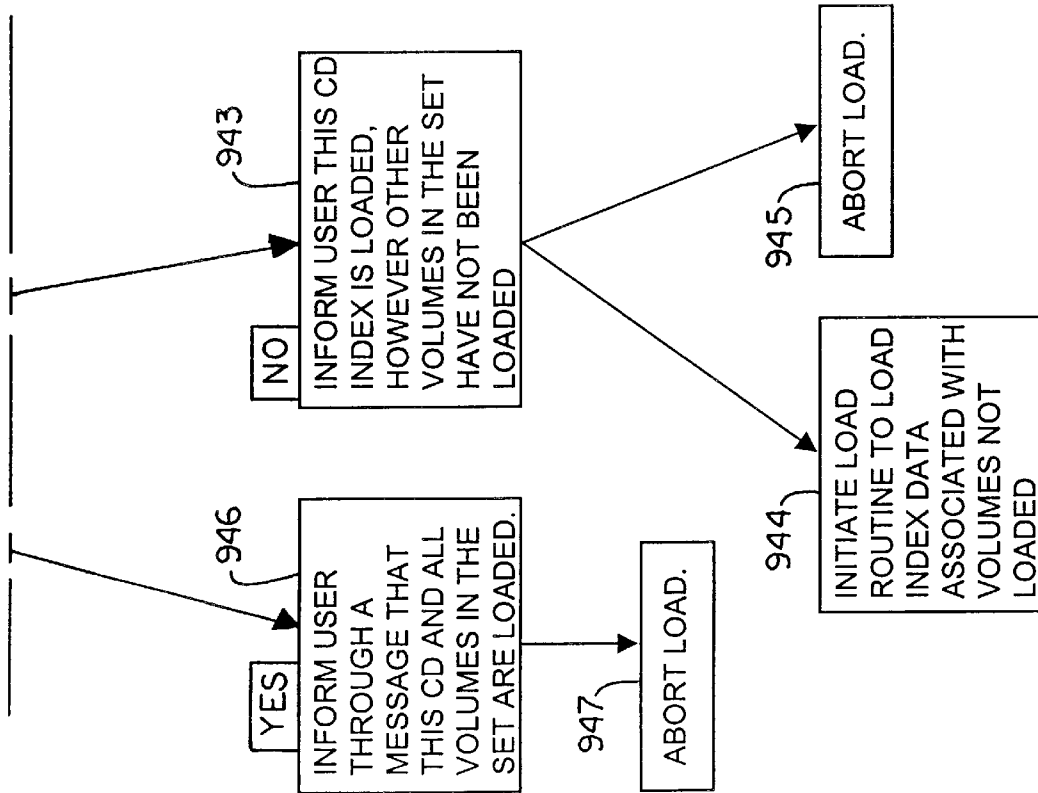 YES
946
INFORM USER
THROUGH A
MESSAGE THAT
THIS CD AND ALL
VOLUMES IN THE
SET ARE LOADED.
947
ABORT LOAD.
NO
943
INFORM USER THIS CD
INDEX IS LOADED,
HOWEVER OTHER
VOLUMES IN THE SET
HAVE NOT BEEN
LOADED
944
INITIATE LOAD
ROUTINE TO LOAD
INDEX DATA
ASSOCIATED WITH
VOLUMES NOT
LOADED
945
ABORT LOAD.